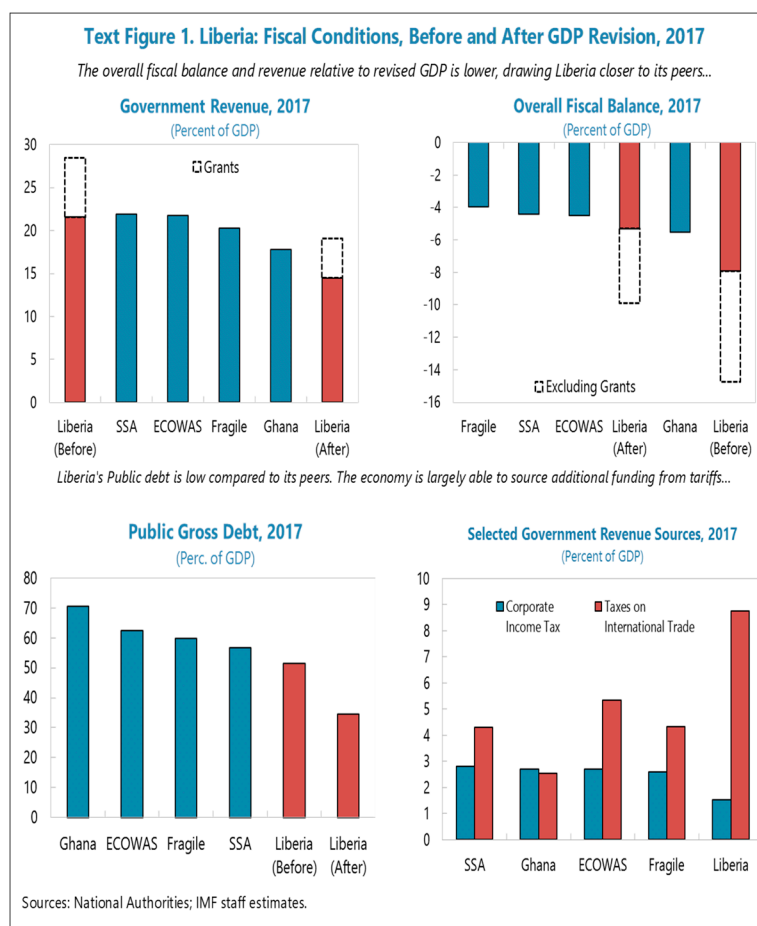 Text Figure 1. Liberia: Fiscal Conditions, Before and After GDP Revision, 2017
The overall fiscal balance and revenue relative to revised GDP is lower, drawing Liberia closer to its peers...
Government Revenue, 2017
(Percent of GDP)
30
25
20
15
10
5
0
Grants
Liberia (Before)
SSA
ECOWAS
Fragile
Ghana
Liberia (After)
Overall Fiscal Balance, 2017
(Percent of GDP)
0
-2
-4
-6
-8
-10
-12
-14
-16
Excluding Grants
Fragile
SSA
ECOWAS
Liberia (After)
Ghana
Liberia (Before)
Liberia's Public debt is low compared to its peers. The economy is largely able to source additional funding from tariffs...
Public Gross Debt, 2017
(Perc. of GDP)
80
70
60
50
40
30
20
10
0
Ghana
ECOWAS
Fragile
SSA
Liberia (Before)
Liberia (After)
Selected Government Revenue Sources, 2017
(Percent of GDP)
10
9
8
7
6
5
4
3
2
1
0
Corporate Income Tax
Taxes on International Trade
SSA
Ghana
ECOWAS
Fragile
Liberia
Sources: National Authorities; IMF staff estimates.